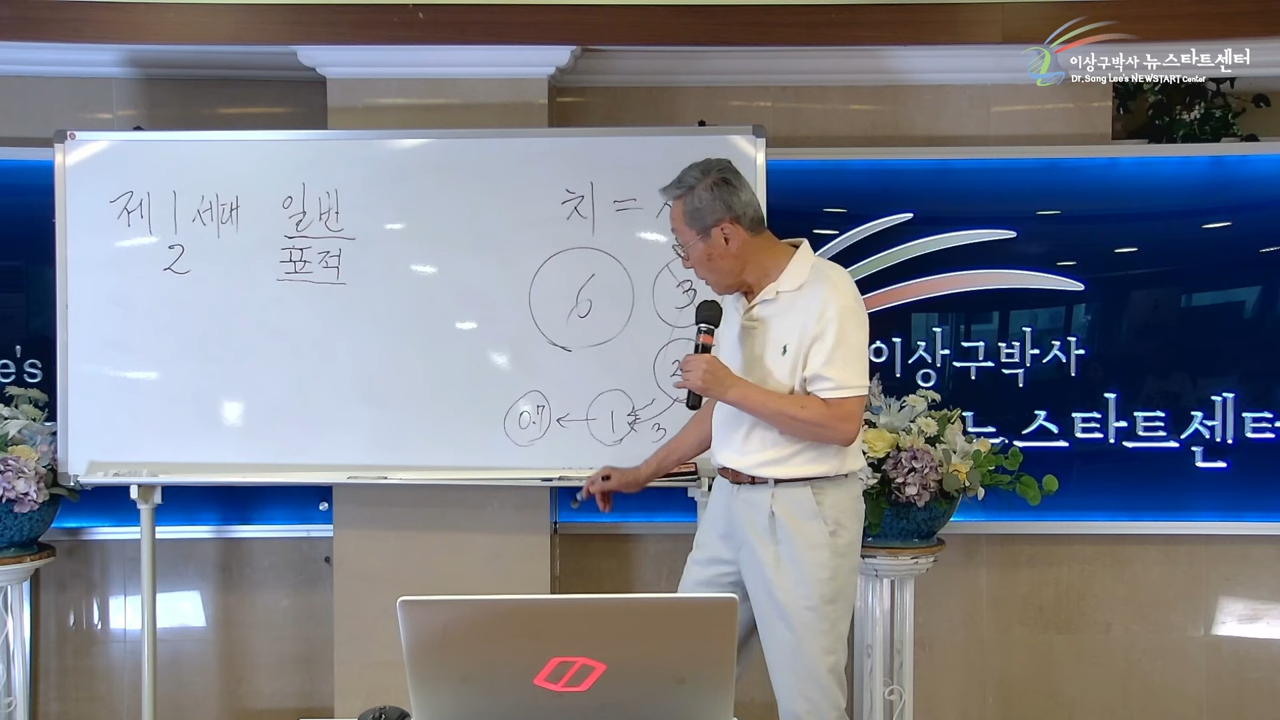 이상구박사 뉴스타트센터
Dr. Sang Lee's NEWSTART Center
제 1 세대 일반
2 표적
치 =
6
3
2
0.7 ← 1 ← 3
e's
이상구박사
뉴스타트센터